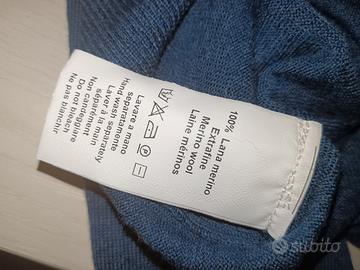 100% Lana merino
Extrafine
Merino wool
Laine mérinos
Lavare a mano
separatamente
Hand wash
separately
Laver à la main
séparément
Non candeggiare
Do not bleach
Ne pas blanchir
subito